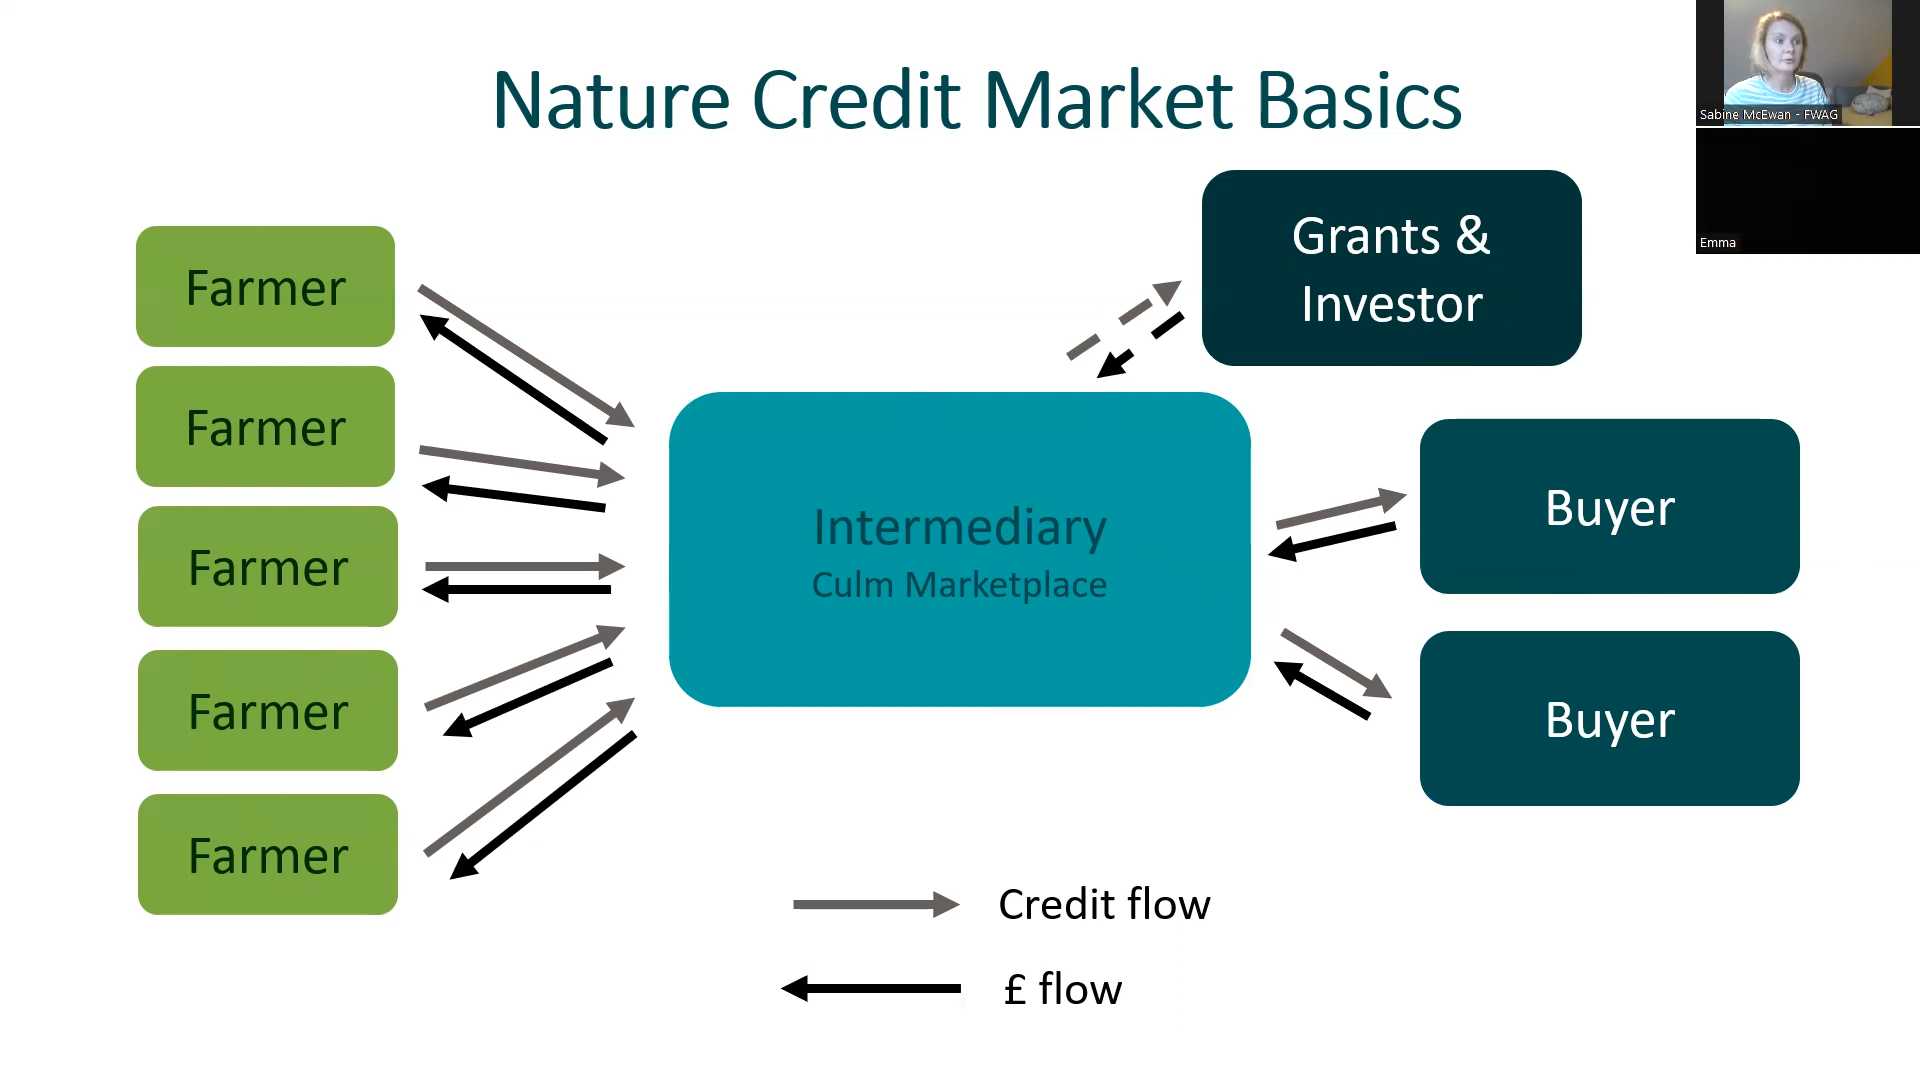 Nature Credit Market Basics
Sabine McEwan - FWAG
Emma
Grants &
Investor
Farmer
Farmer
Farmer
Farmer
Farmer
Intermediary
Culm Marketplace
Buyer
Buyer
Credit flow
£ flow